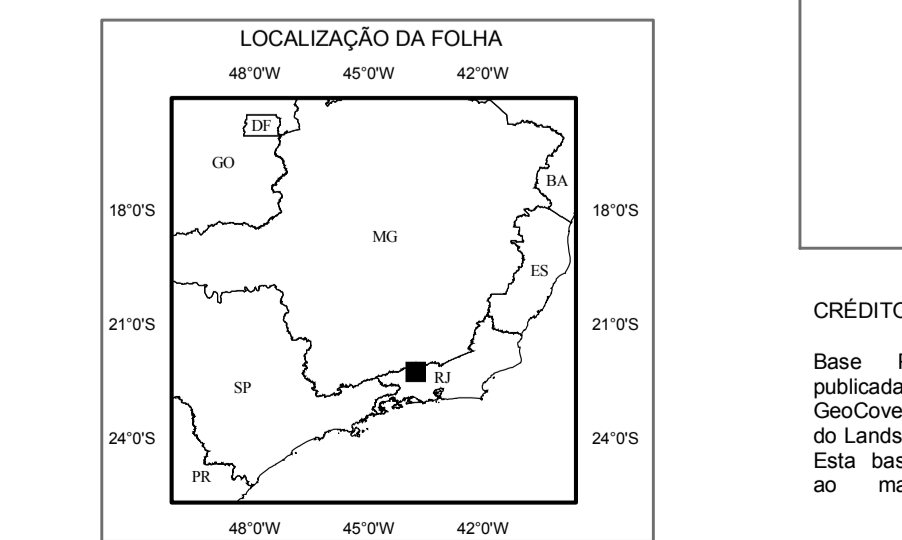 LOCALIZAÇÃO DA FOLHA
48°0'W 45°0'W 42°0'W
DF
GO
BA
18°0'S 18°0'S
MG
ES
21°0'S 21°0'S
RJ
SP
24°0'S 24°0'S
PR
48°0'W 45°0'W 42°0'W
CRÉDITO
Base
publicada
GeoCove
do Lands
Esta bas
ao ma